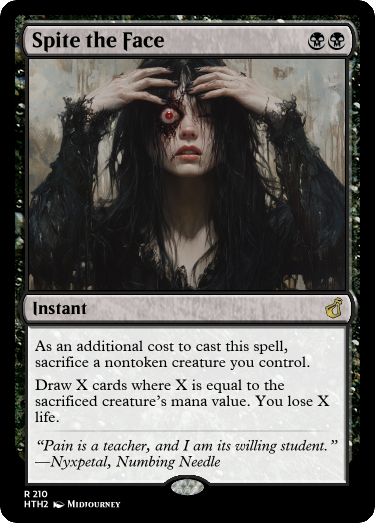 Spite the Face
Instant
As an additional cost to cast this spell,
sacrifice a nontoken creature you control.
Draw X cards where X is equal to the
sacrificed creature's mana value. You lose X
life.
“Pain is a teacher, and I am its willing student.”
—Nyxpetal, Numbing Needle
R 210
HTH2 Midjourney